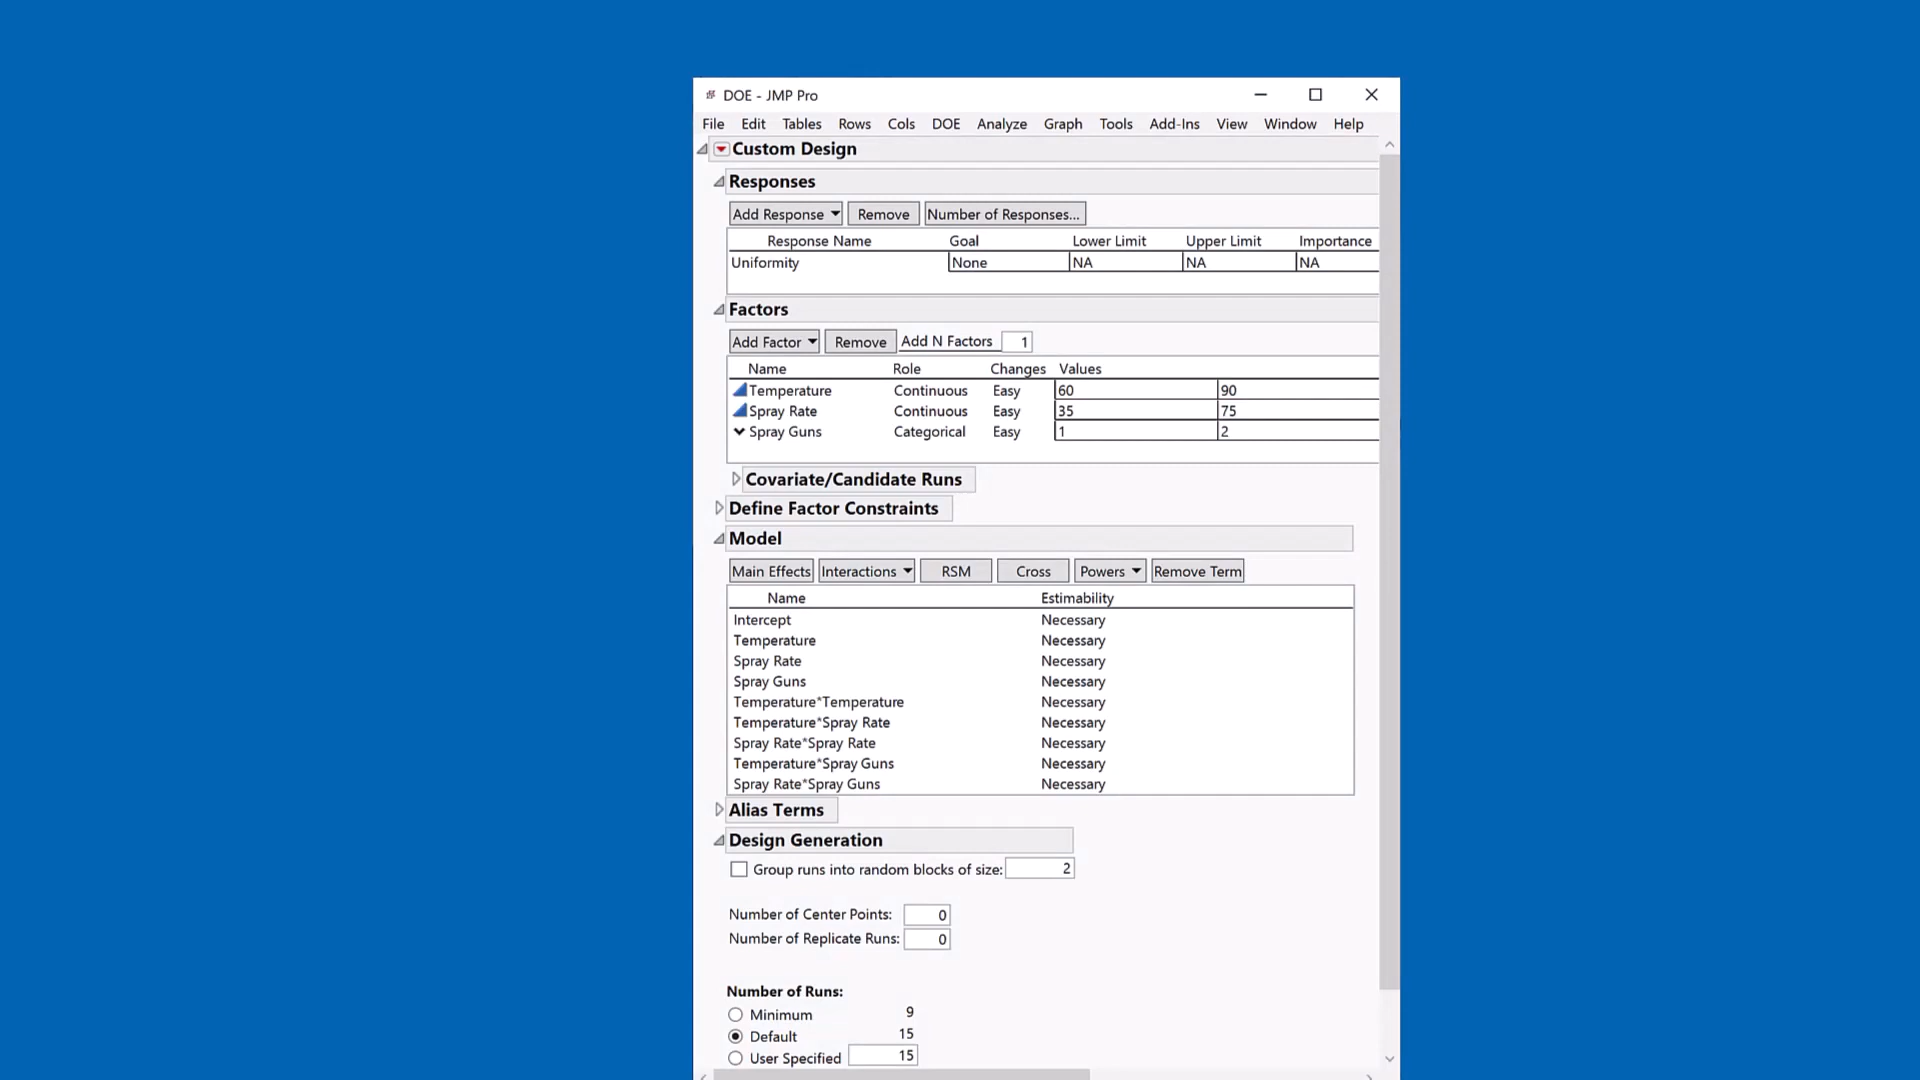 DOE - JMP Pro
File Edit Tables Rows Cols DOE Analyze Graph Tools Add-Ins View Window Help
Custom Design
Responses
Add Response Remove Number of Responses...
Response Name Goal Lower Limit Upper Limit Importance
Uniformity None NA NA NA
Factors
Add Factor Remove Add N Factors 1
Name Role Changes Values
Temperature Continuous Easy 60 90
Spray Rate Continuous Easy 35 75
Spray Guns Categorical Easy 1 2
Covariate/Candidate Runs
Define Factor Constraints
Model
Main Effects Interactions RSM Cross Powers Remove Term
Name Estimability
Intercept Necessary
Temperature Necessary
Spray Rate Necessary
Spray Guns Necessary
Temperature*Temperature Necessary
Temperature*Spray Rate Necessary
Spray Rate*Spray Rate Necessary
Temperature*Spray Guns Necessary
Spray Rate*Spray Guns Necessary
Alias Terms
Design Generation
Group runs into random blocks of size: 2
Number of Center Points: 0
Number of Replicate Runs: 0
Number of Runs:
Minimum 9
Default 15
User Specified 15